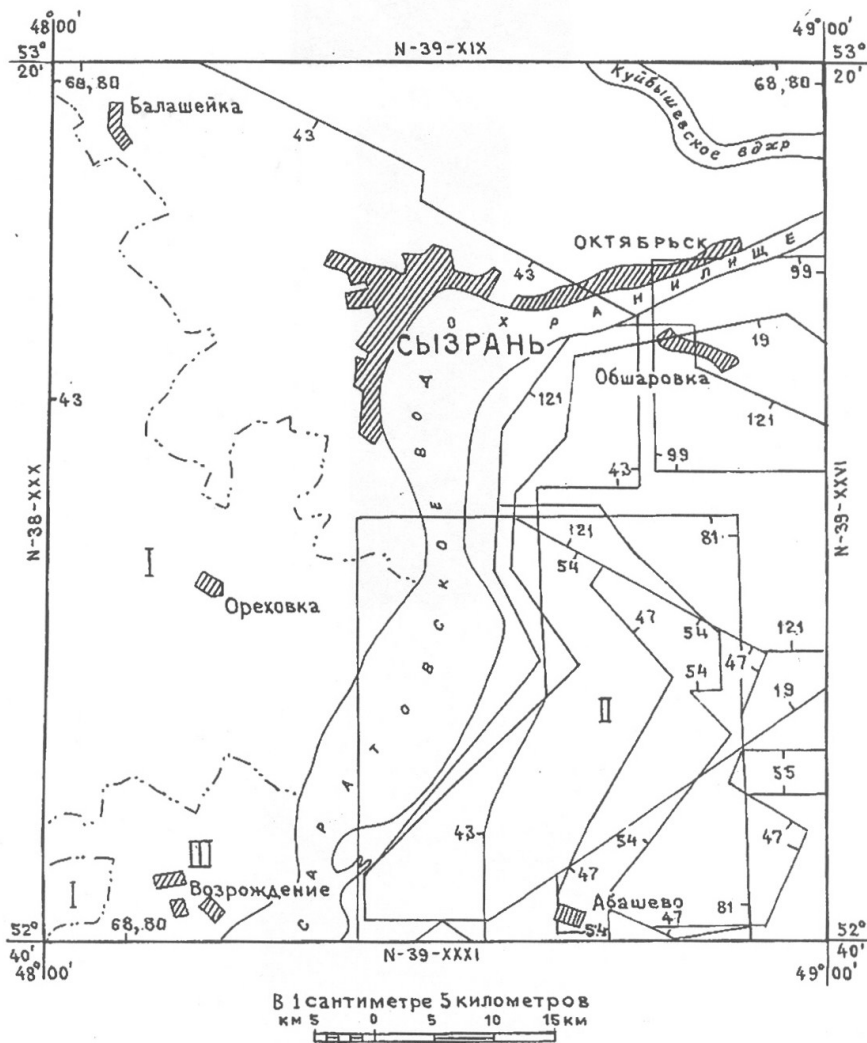 48°00'
49°00'
53°
20'
N-39-XIX
53°
20'
68,80
Балашейка
43
Куйбышевское вдхр
68,80
ОКТЯБРЬСК
43
99
САРАТОВСКОЕ ВОДОХРАНИЛИЩЕ
СЫЗРАНЬ
19
Обшаровка
121
121
43
43
99
N-38-XXX
N-39-XXVI
121
54
81
I
Ореховка
47
54
121
47
54
19
II
55
43
54
47
47
III
I
Возрождение
68,80
Абашево
54
47
81
52°
40'
48°00'
N-39-XXXI
52°
40'
49°00'
В 1 сантиметре 5 километров
км 5 0 5 10 15 км